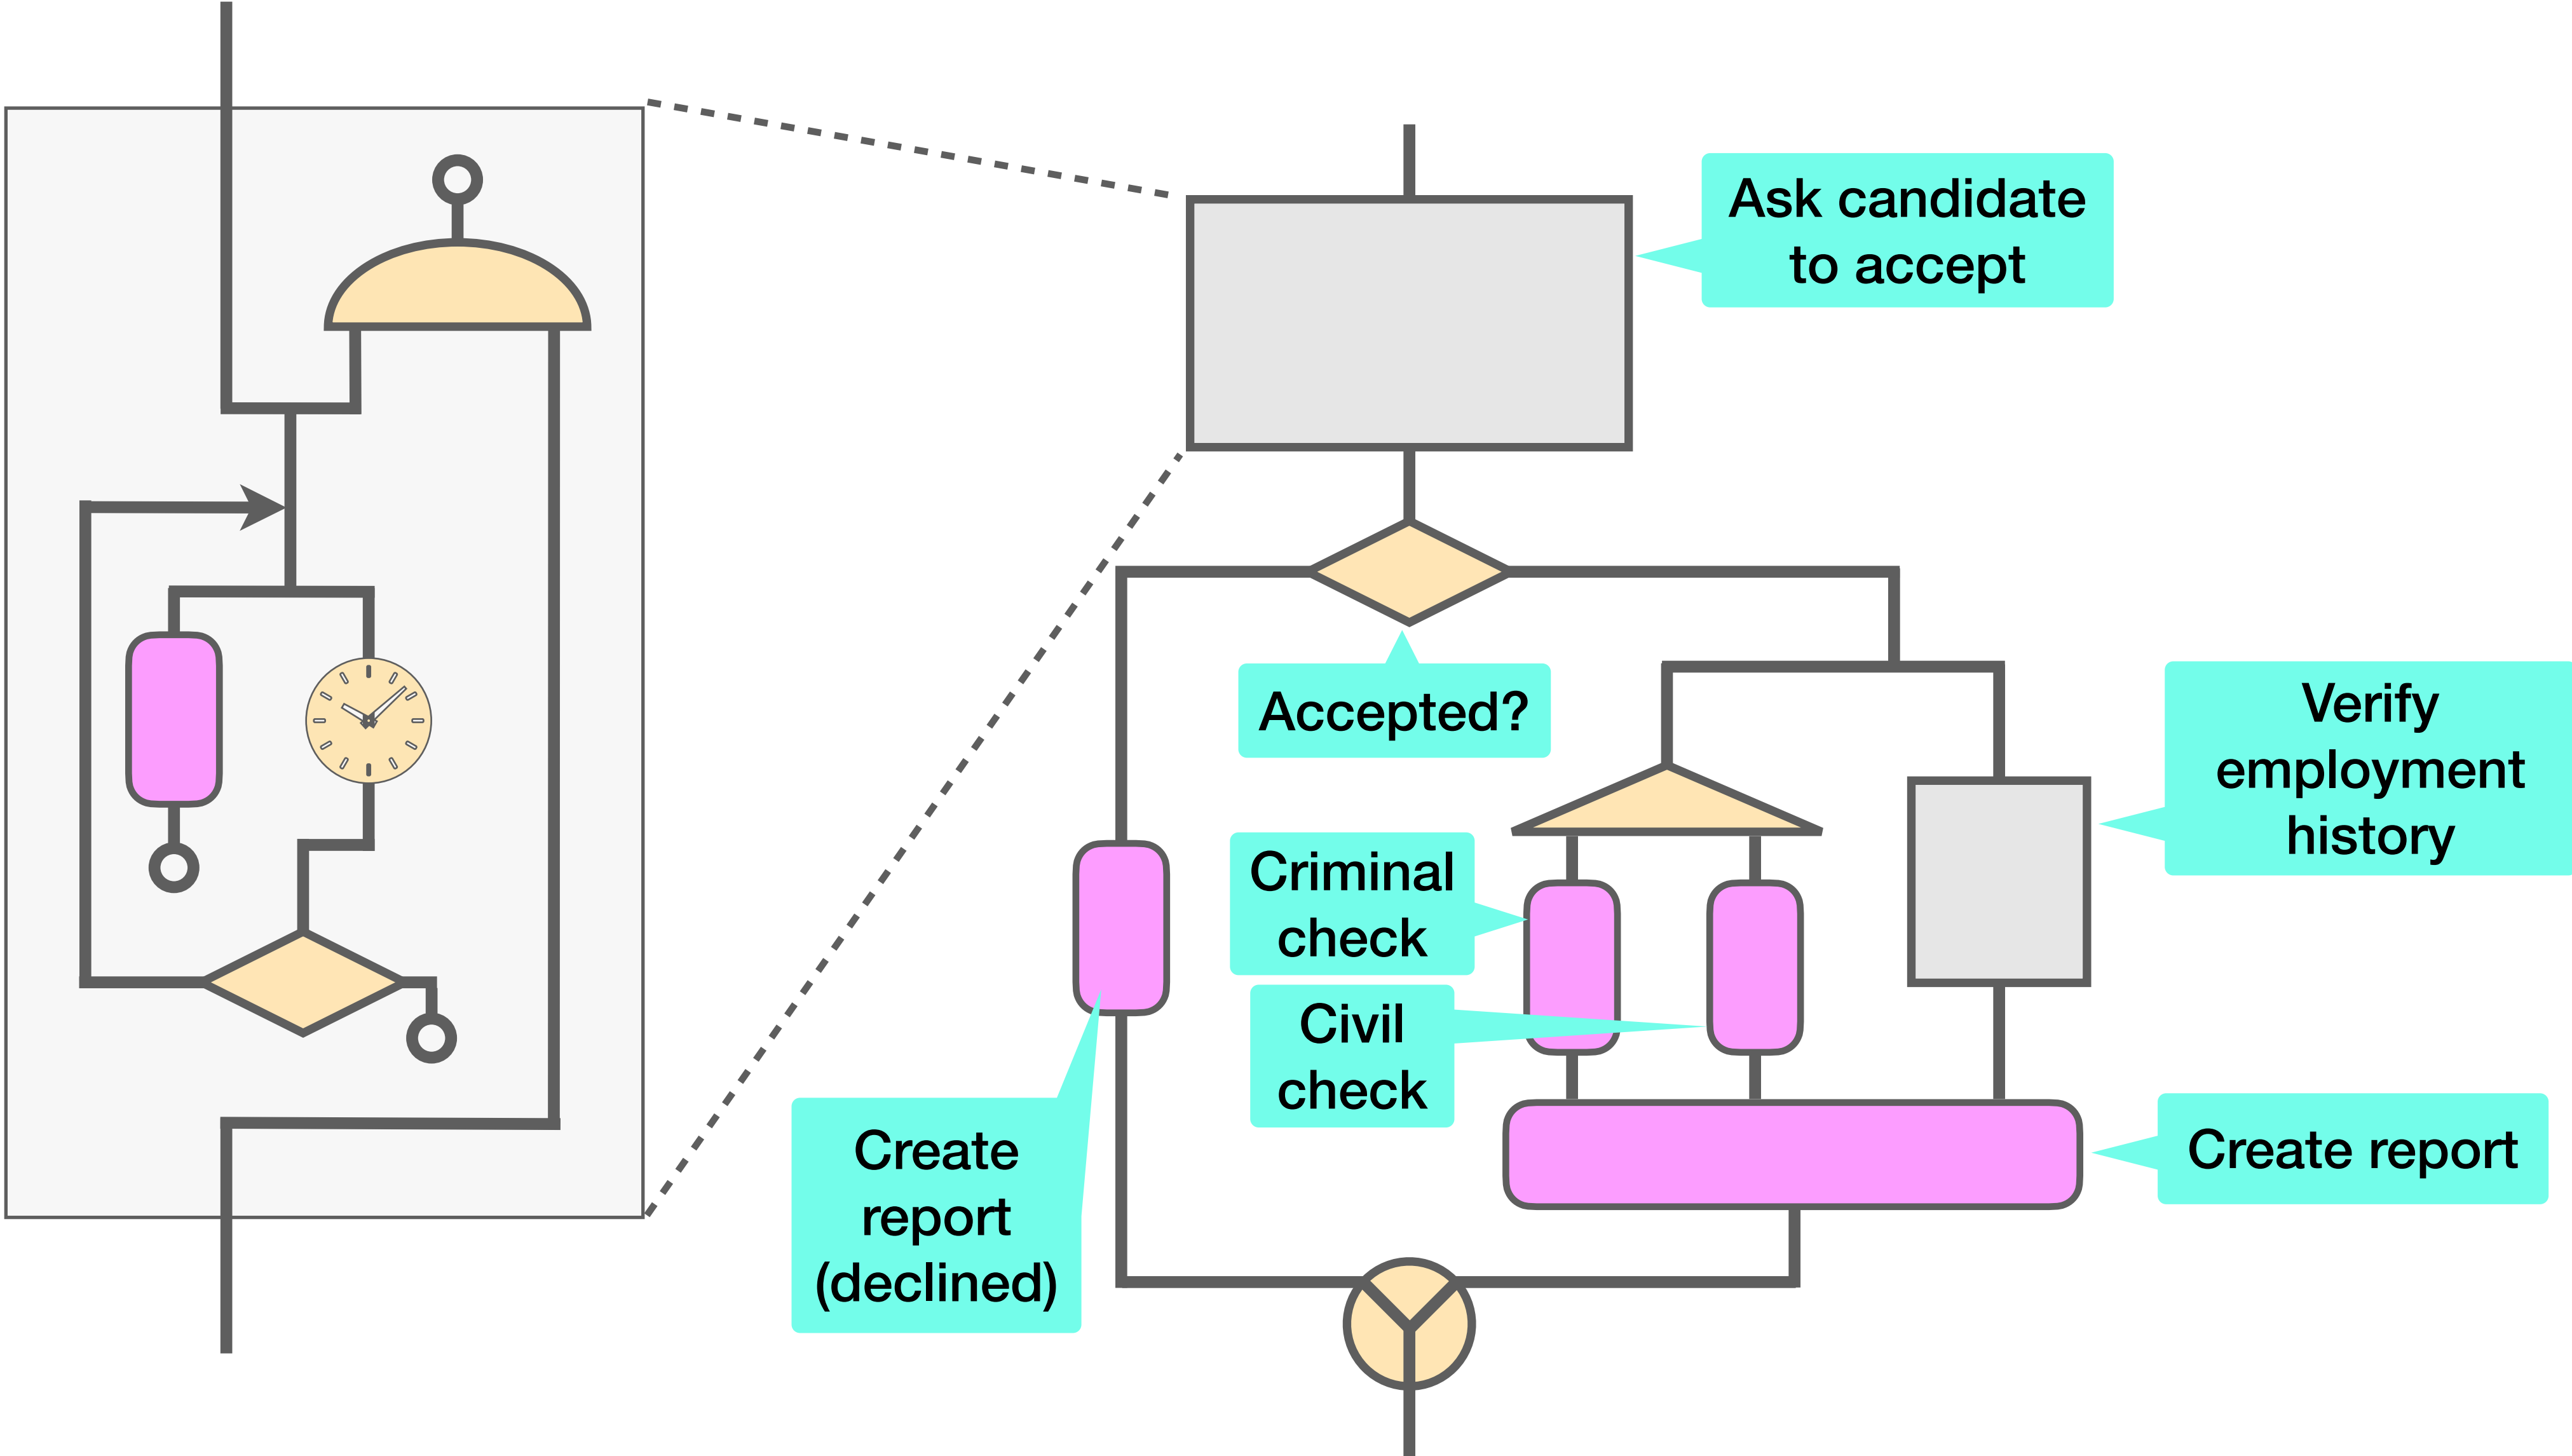 Ask candidate
to accept
Accepted?
Verify
employment
history
Criminal
check
Civil
check
Create
report
(declined)
Create report